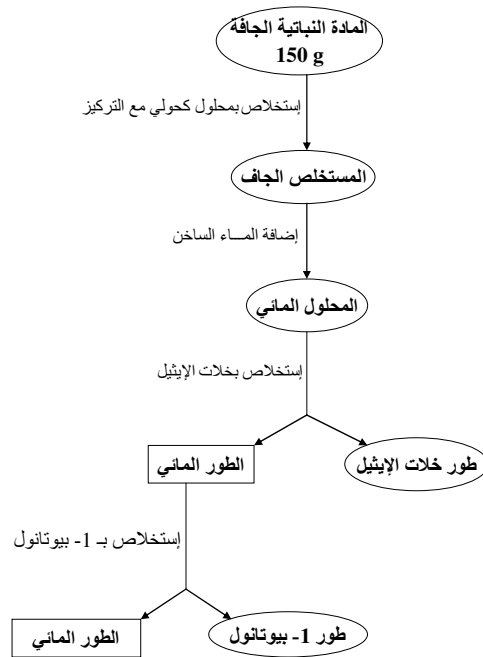 المادة النباتية الجافة
150 g
إستخلاص بمحلول كحولي مع التركيز
المستخلص الجاف
إضافة المـــاء الساخن
المحلول المائي
إستخلاص بخلات الإيثيل
طور خلات الإيثيل
الطور المائي
إستخلاص بـ 1- بيوتانول
طور 1- بيوتانول
الطور المائي